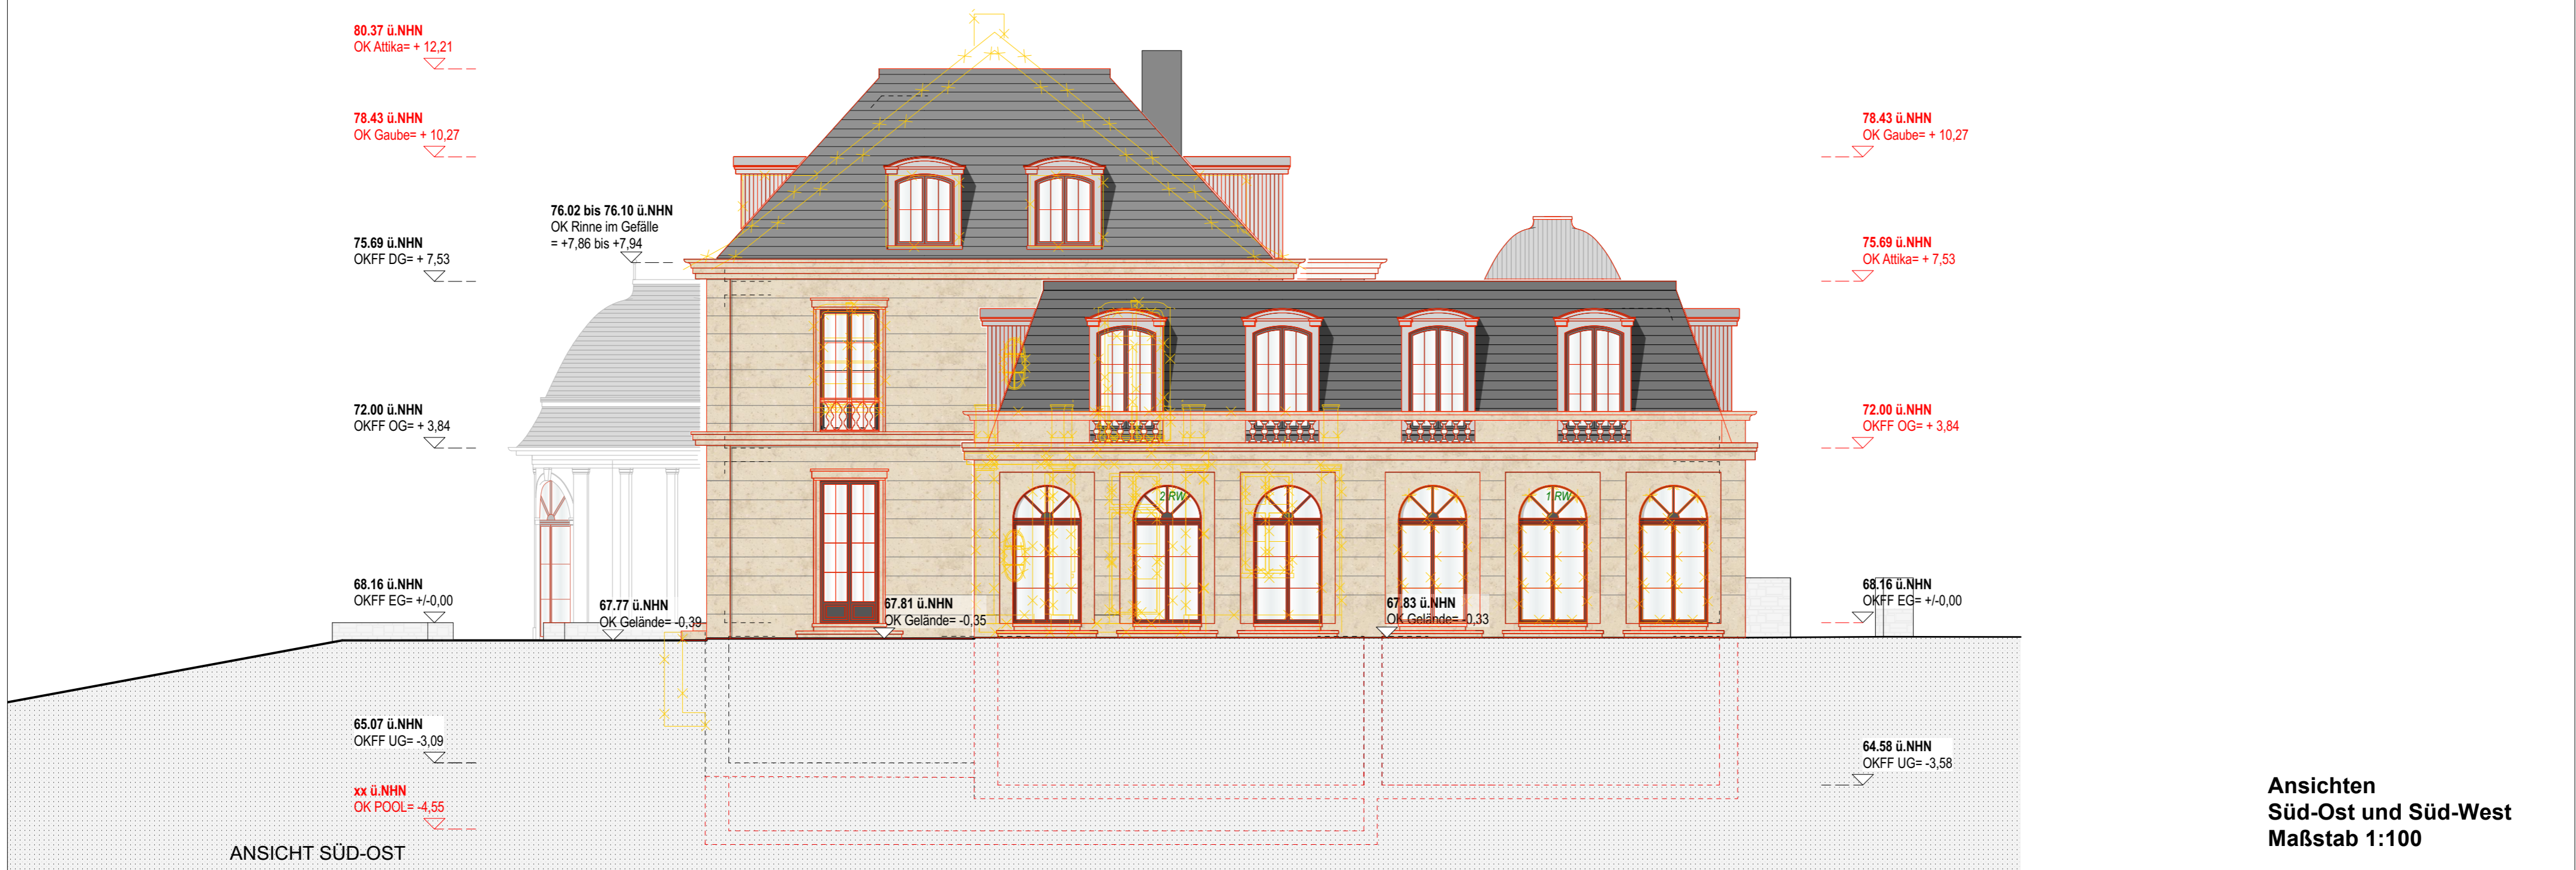 80.37 ü.NHN
OK Attika= + 12,21
78.43 ü.NHN
OK Gaube= + 10,27
76.02 bis 76.10 ü.NHN
OK Rinne im Gefälle
= +7,86 bis +7,94
75.69 ü.NHN
OKFF DG= + 7,53
72.00 ü.NHN
OKFF OG= + 3,84
68.16 ü.NHN
OKFF EG= +/-0,00
67.77 ü.NHN
OK Gelände= -0,39
67.81 ü.NHN
OK Gelände= -0,35
67.83 ü.NHN
OK Gelände= -0,33
2 RW
1 RW
65.07 ü.NHN
OKFF UG= -3,09
xx ü.NHN
OK POOL= -4,55
ANSICHT SÜD-OST
78.43 ü.NHN
OK Gaube= + 10,27
75.69 ü.NHN
OK Attika= + 7,53
72.00 ü.NHN
OKFF OG= + 3,84
68.16 ü.NHN
OKFF EG= +/-0,00
64.58 ü.NHN
OKFF UG= -3,58
Ansichten
Süd-Ost und Süd-West
Maßstab 1:100